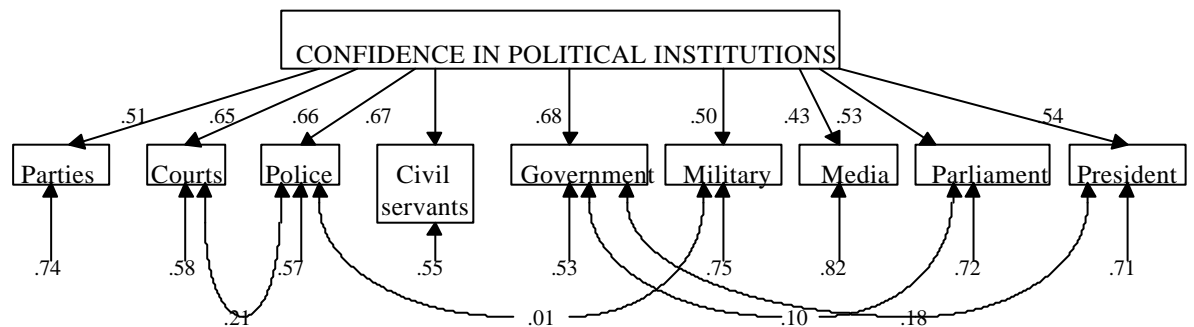 CONFIDENCE IN POLITICAL INSTITUTIONS
.51 .65 .66 .67 .68 .50 .43 .53 .54
Parties Courts Police Civil Government Military Media Parliament President
servants
.74 .58 .57 .55 .53 .75 .82 .72 .71
.21 .01 .10 .18